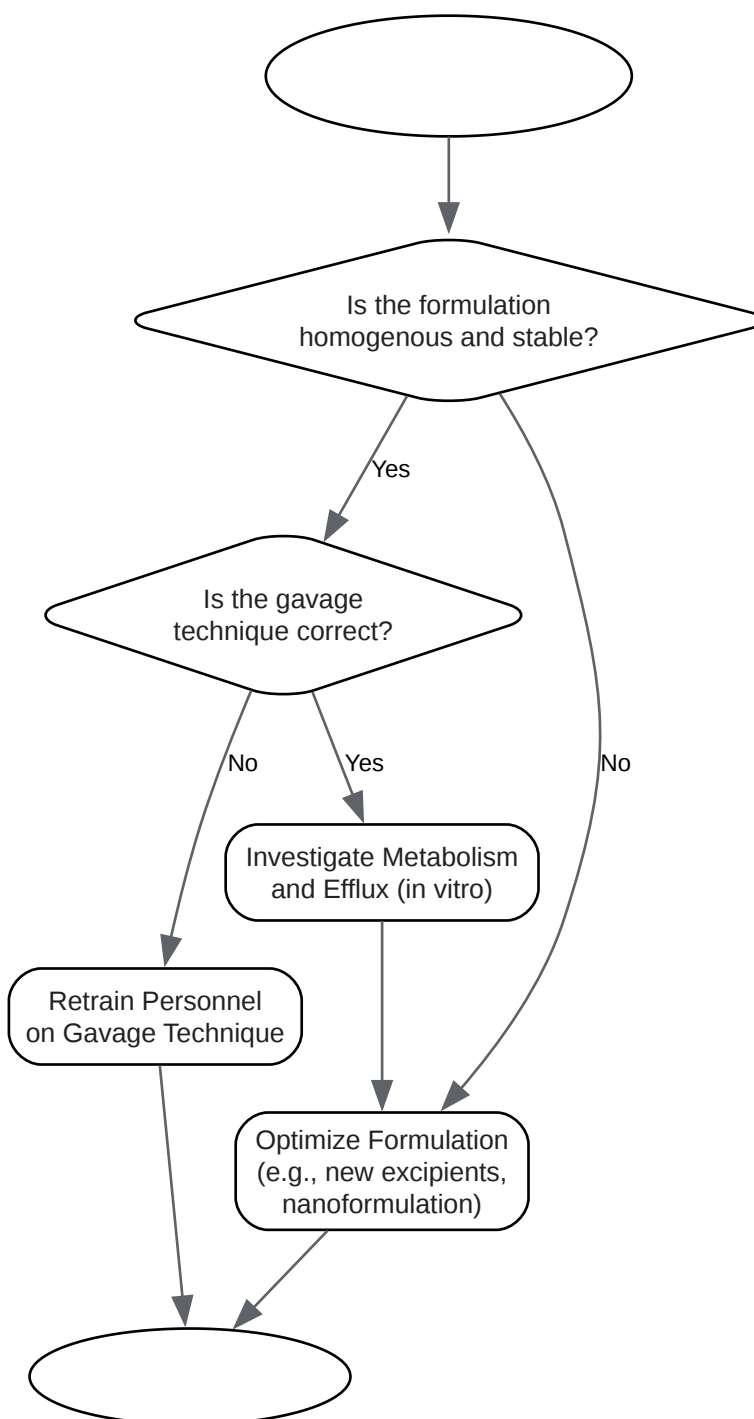 Is the formulation
homogenous and stable?
Yes
Is the gavage
technique correct?
No
Yes
No
Investigate Metabolism
and Efflux (in vitro)
Retrain Personnel
on Gavage Technique
Optimize Formulation
(e.g., new excipients,
nanoformulation)